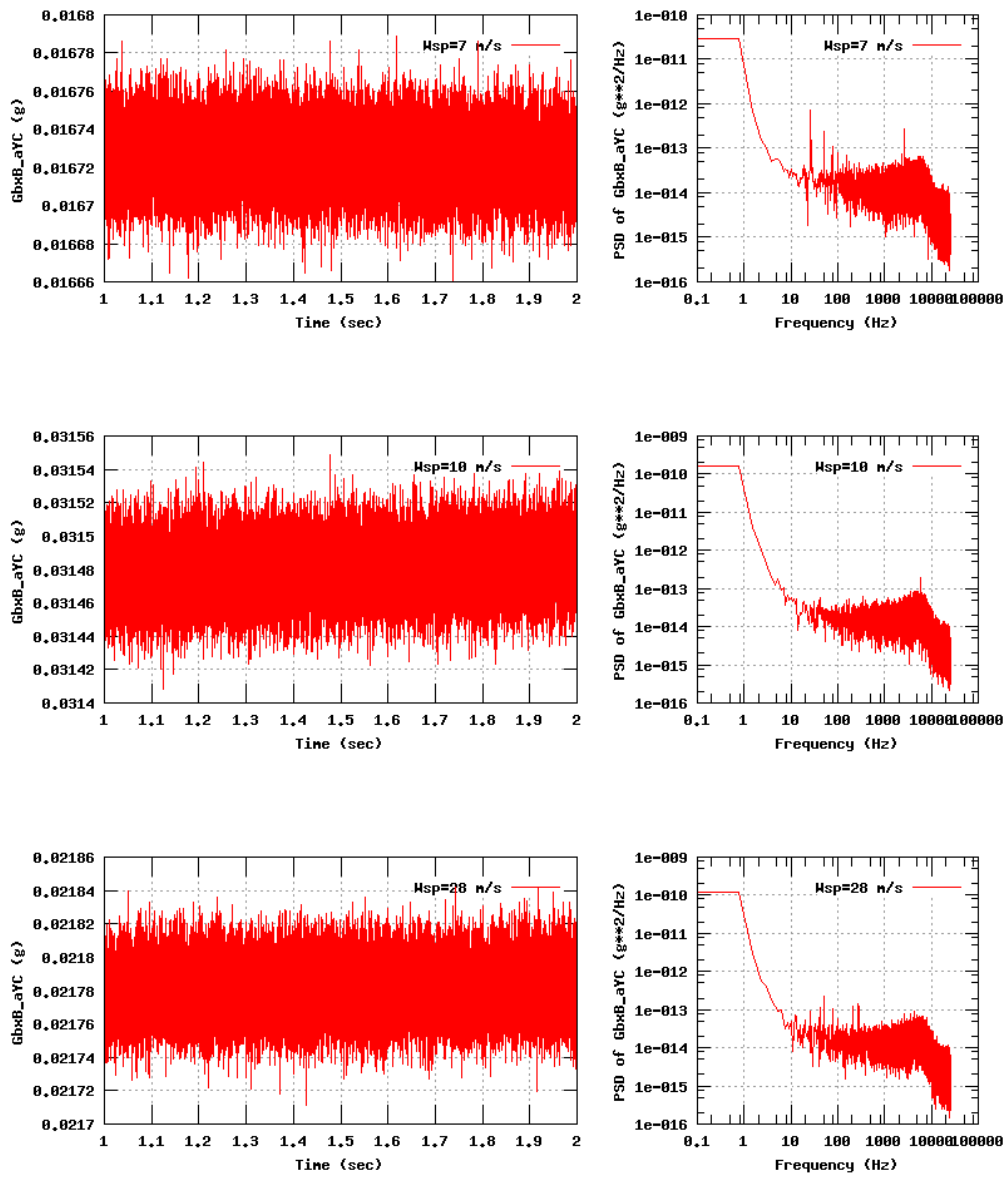 0.0168
0.01678
0.01676
0.01674
0.01672
0.0167
0.01668
0.01666
GbxB_aYC (g)
Wsp=7 m/s
1 1.1 1.2 1.3 1.4 1.5 1.6 1.7 1.8 1.9 2
Time (sec)
1e-010
1e-011
1e-012
1e-013
1e-014
1e-015
1e-016
PSD of GbxB_aYC (g**2/Hz)
Wsp=7 m/s
0.1 1 10 100 1000 10000 100000
Frequency (Hz)
0.03156
0.03154
0.03152
0.0315
0.03148
0.03146
0.03144
0.03142
0.0314
GbxB_aYC (g)
Wsp=10 m/s
1 1.1 1.2 1.3 1.4 1.5 1.6 1.7 1.8 1.9 2
Time (sec)
1e-009
1e-010
1e-011
1e-012
1e-013
1e-014
1e-015
1e-016
PSD of GbxB_aYC (g**2/Hz)
Wsp=10 m/s
0.1 1 10 100 1000 10000 100000
Frequency (Hz)
0.02186
0.02184
0.02182
0.0218
0.02178
0.02176
0.02174
0.02172
0.0217
GbxB_aYC (g)
Wsp=28 m/s
1 1.1 1.2 1.3 1.4 1.5 1.6 1.7 1.8 1.9 2
Time (sec)
1e-009
1e-010
1e-011
1e-012
1e-013
1e-014
1e-015
1e-016
PSD of GbxB_aYC (g**2/Hz)
Wsp=28 m/s
0.1 1 10 100 1000 10000 100000
Frequency (Hz)